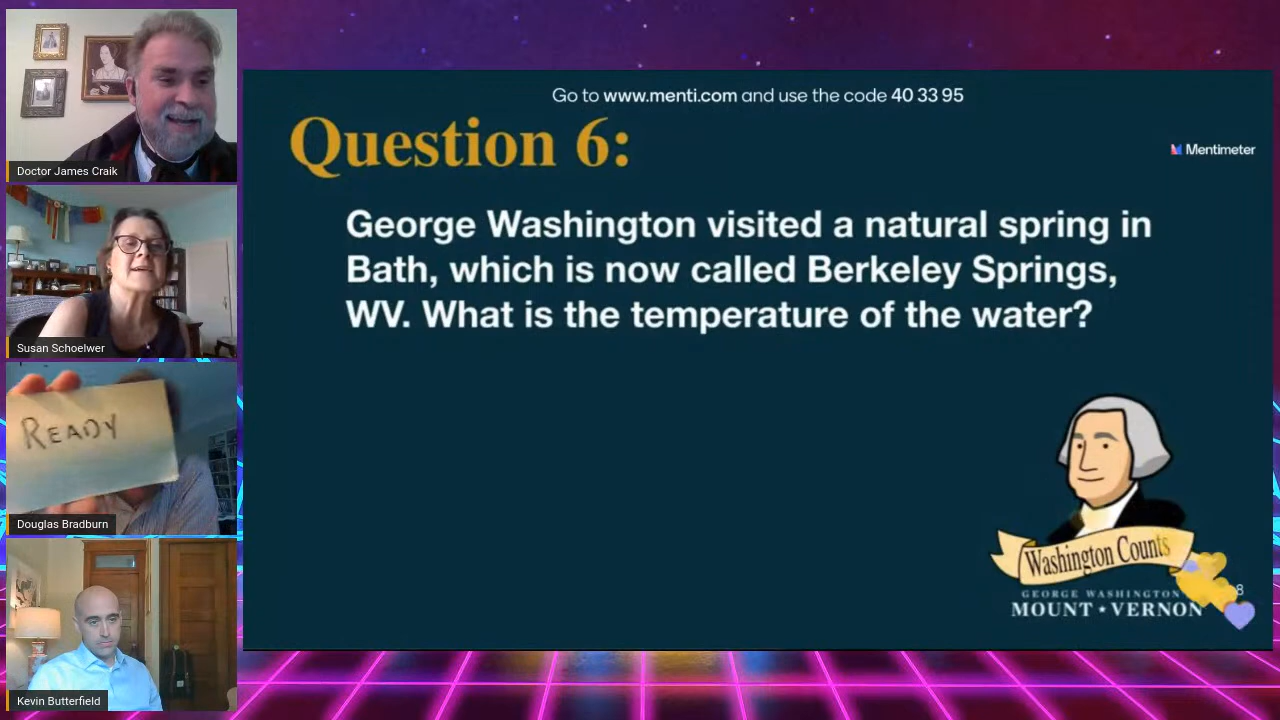 Go to www.menti.com and use the code 40 33 95
Question 6:
Mentimeter
George Washington visited a natural spring in
Bath, which is now called Berkeley Springs,
WV. What is the temperature of the water?
Doctor James Craik
Susan Schoelwer
READY
Douglas Bradburn
Kevin Butterfield
Washington Counts
GEORGE WASHINGTON
MOUNT ★ VERNON
8